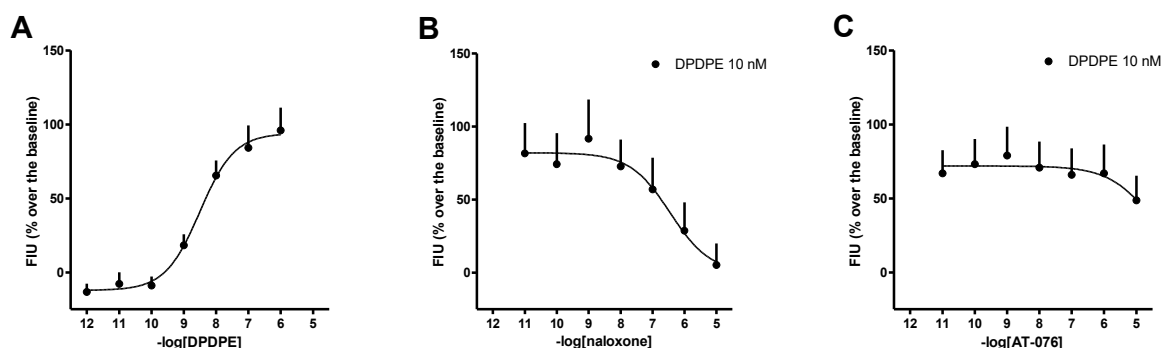 A
150
100
50
0
FIU (% over the baseline)
12 11 10 9 8 7 6 5
-log[DPDPE]
B
150
100
50
0
FIU (% over the baseline)
DPDPE 10 nM
12 11 10 9 8 7 6 5
-log[naloxone]
C
150
100
50
0
FIU (% over the baseline)
DPDPE 10 nM
12 11 10 9 8 7 6 5
-log[AT-076]